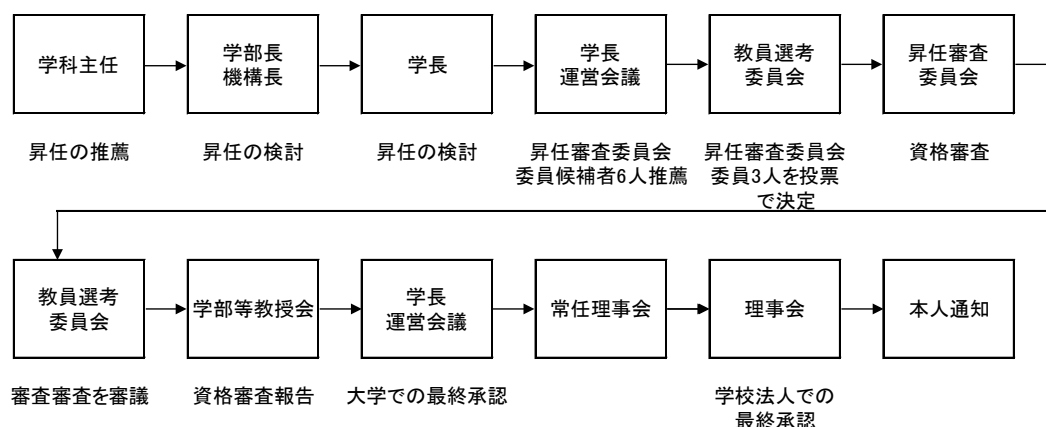 学科主任
学部長
機構長
学長
学長
運営会議
教員選考
委員会
昇任審査
委員会
昇任の推薦
昇任の検討
昇任の検討
昇任審査委員会
委員候補者6人推薦
昇任審査委員会
委員3人を投票
で決定
資格審査
教員選考
委員会
学部等教授会
学長
運営会議
常任理事会
理事会
本人通知
審査審査を審議
資格審査報告
大学での最終承認
学校法人での
最終承認